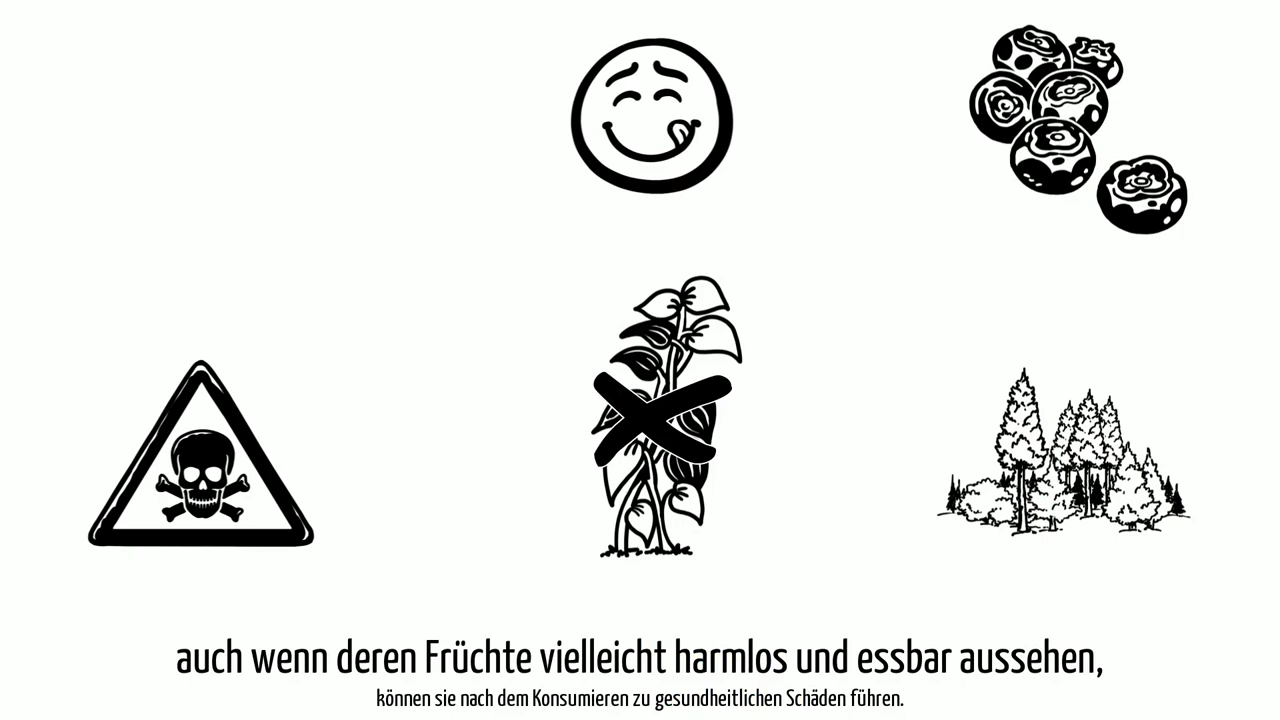 auch wenn deren Früchte vielleicht harmlos und essbar aussehen,
können sie nach dem Konsumieren zu gesundheitlichen Schäden führen.